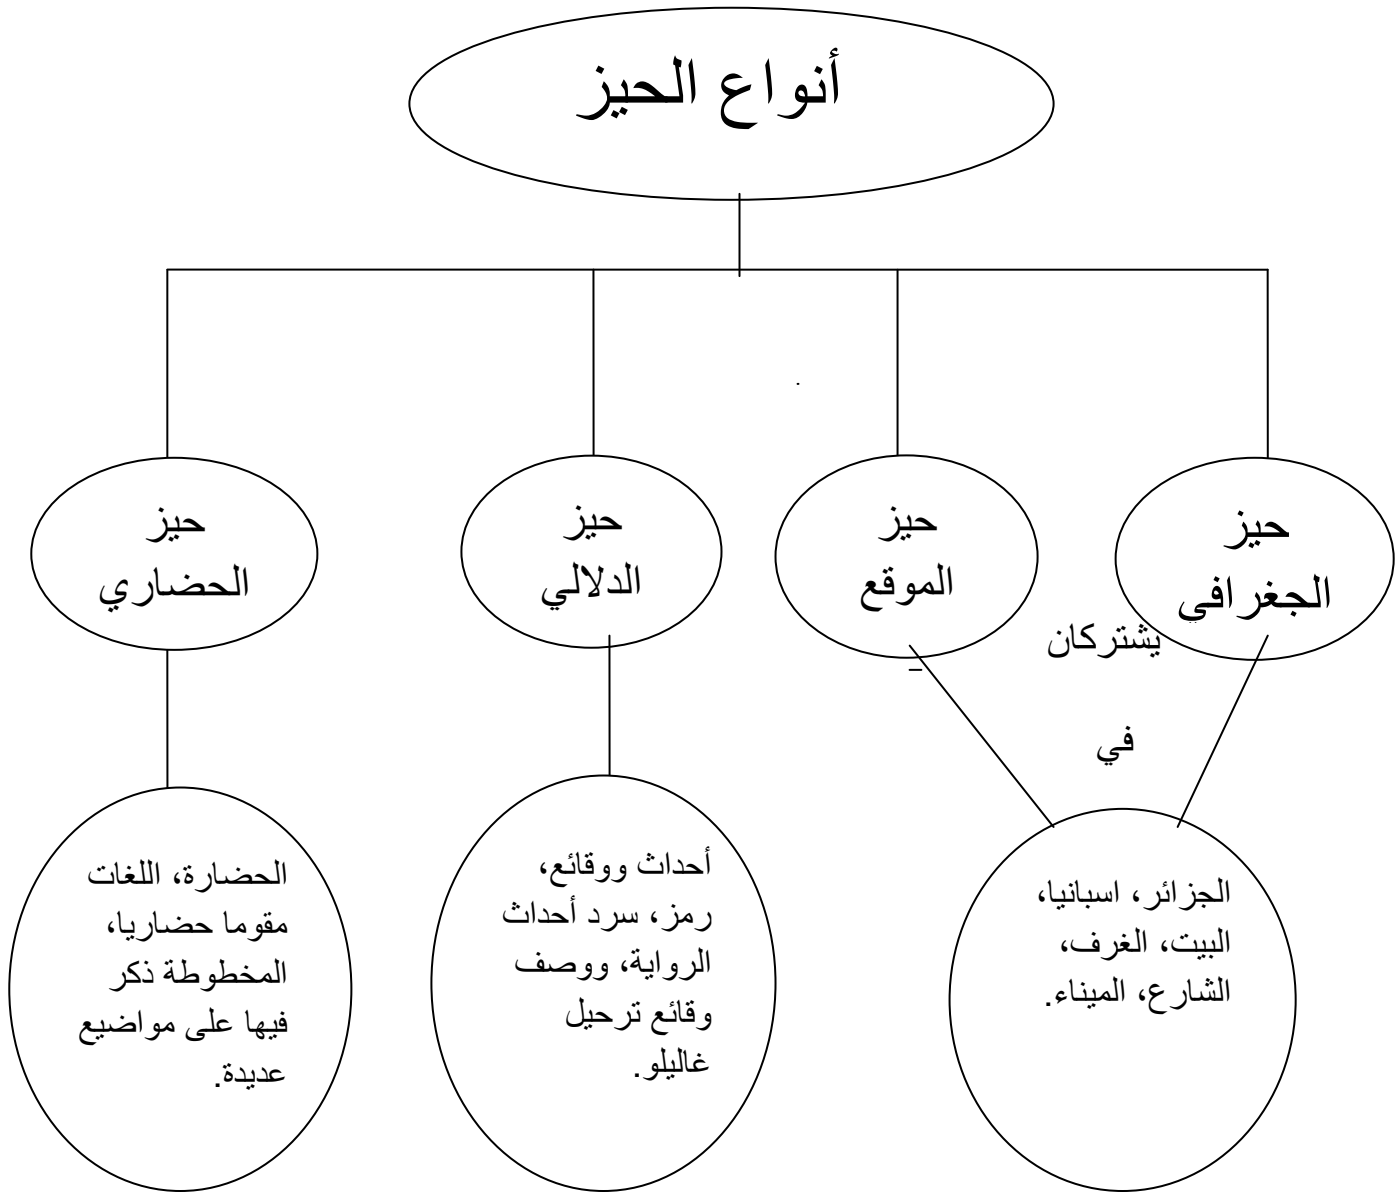 أنواع الحيز
حيز
الجغرافي
حيز
الموقع
حيز
الدلالي
حيز
الحضاري
يشتركان
في
الجزائر، اسبانيا،
البيت، الغرف،
الشارع، الميناء.
أحداث ووقائع،
رمز، سرد أحداث
الرواية، ووصف
وقائع ترحيل
غاليلو.
الحضارة، اللغات
مقوما حضاريا،
المخطوطة ذكر
فيها على مواضيع
عديدة.